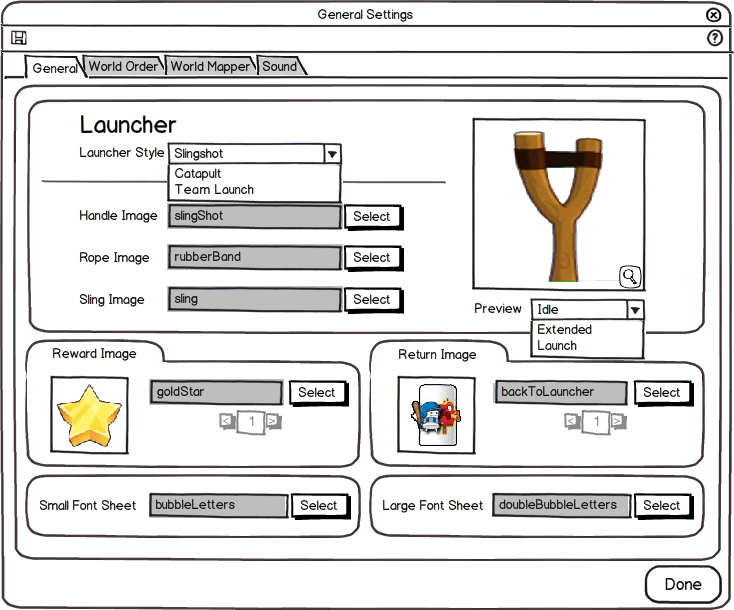 General Settings
General World Order World Mapper Sound
Launcher
Launcher Style Slingshot
Catapult
Team Launch
Handle Image slingShot Select
Rope Image rubberBand Select
Sling Image sling Select
Preview Idle
Extended
Launch
Reward Image
goldStar Select
< 1 >
Return Image
backToLauncher Select
< 1 >
Small Font Sheet bubbleLetters Select
Large Font Sheet doubleBubbleLetters Select
Done